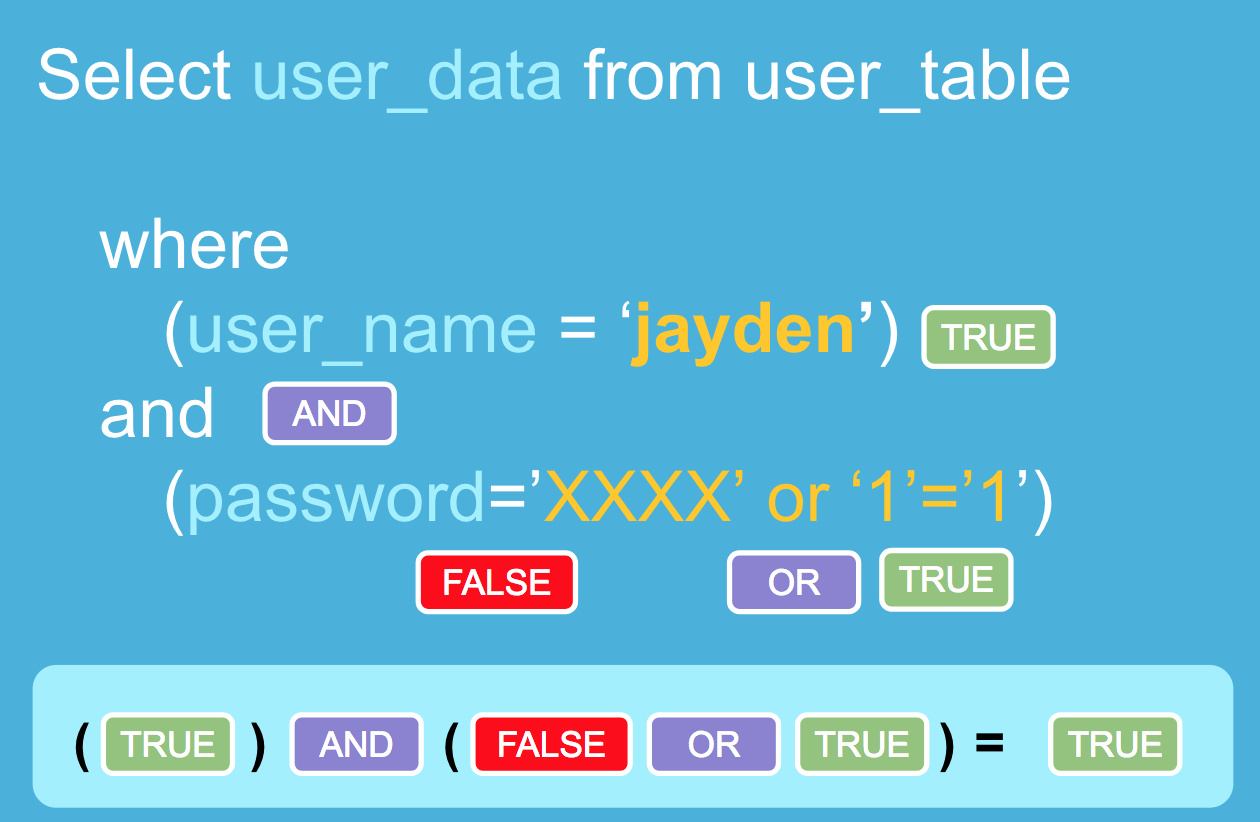 Select user_data from user_table
where
(user_name = ‘jayden’) TRUE
and AND
(password=’XXXX’ or ‘1’=’1’)
FALSE OR TRUE
( TRUE ) AND ( FALSE OR TRUE ) = TRUE